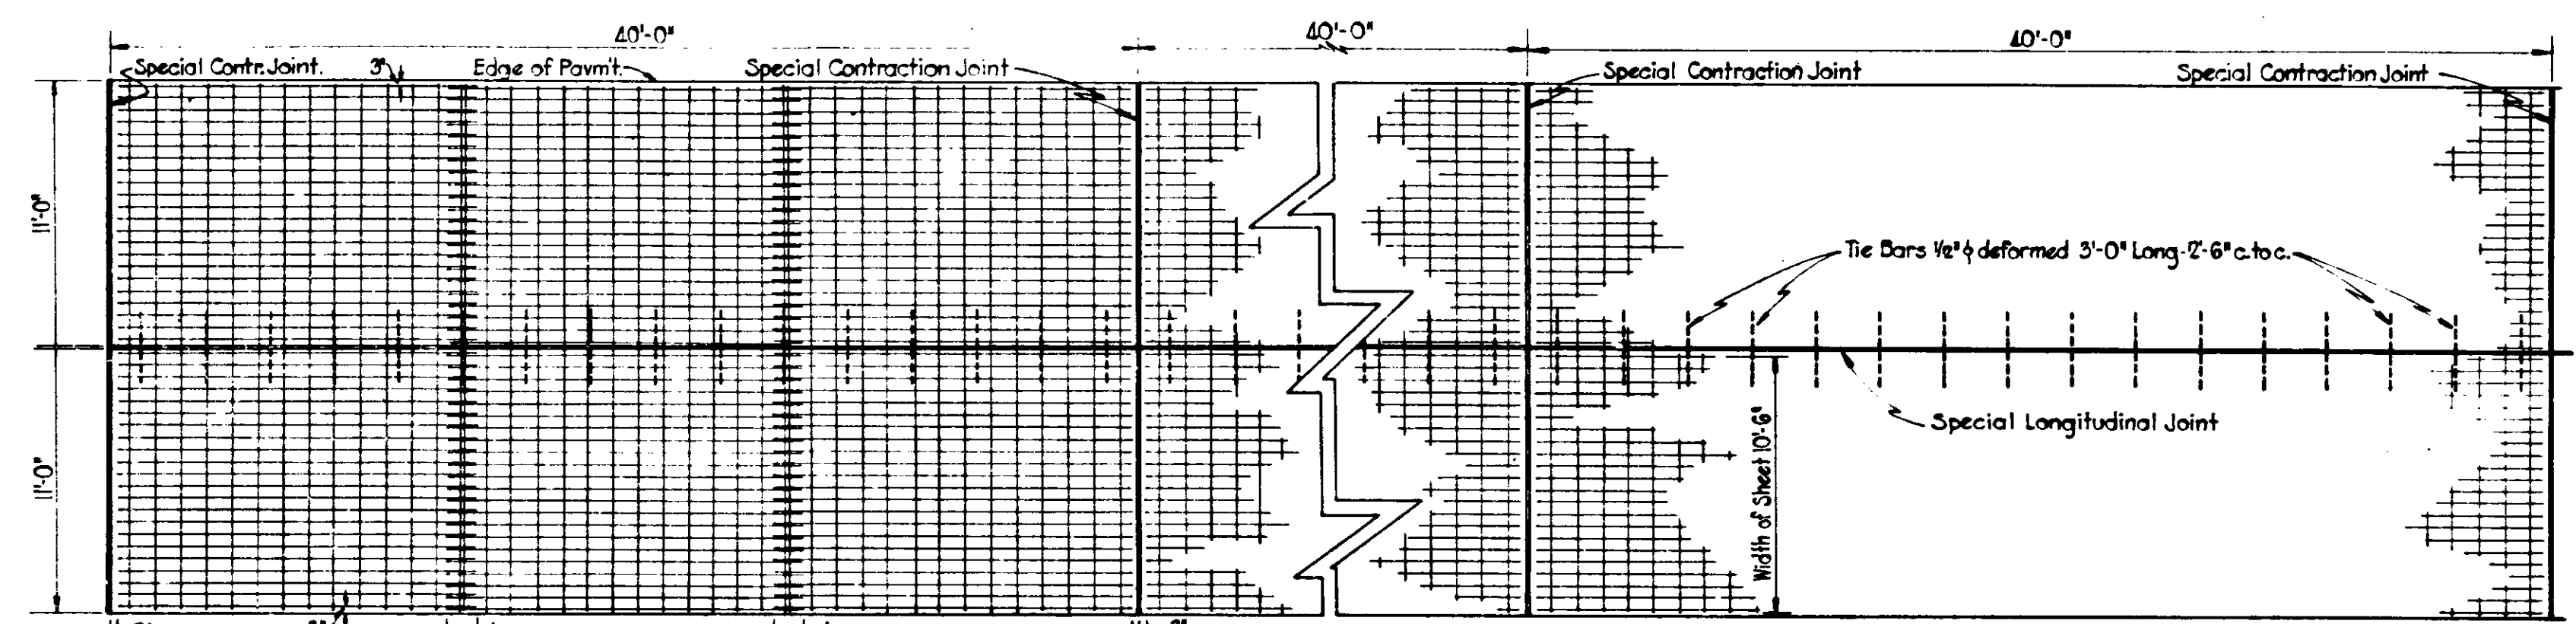 40'-0"
40'-0"
40'-0"
Special Contr. Joint.
3"
Edge of Pavm't.
Special Contraction Joint
Special Contraction Joint
Special Contraction Joint
11'-0"
Tie Bars 1/2"ϕ deformed 3'-0" Long-2'-6" c. to c.
Special Longitudinal Joint
Width of Sheet 10'-6"
11'-0"